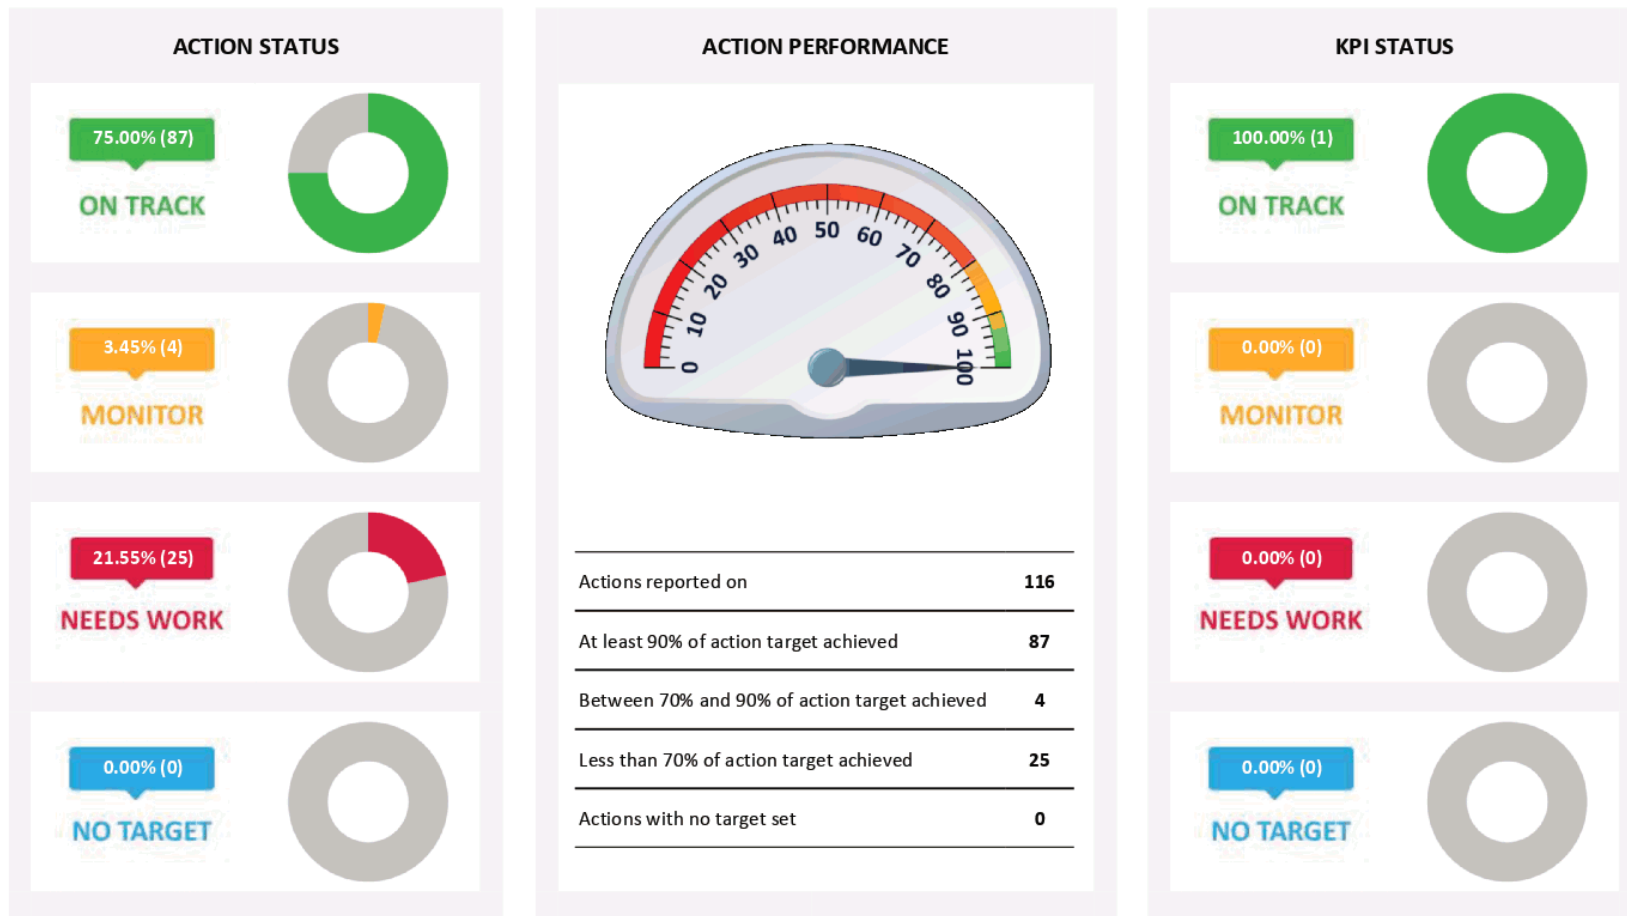 ACTION STATUS
75.00% (87)
ON TRACK
3.45% (4)
MONITOR
21.55% (25)
NEEDS WORK
0.00% (0)
NO TARGET
ACTION PERFORMANCE
0 10 20 30 40 50 60 70 80 90 100
Actions reported on 116
At least 90% of action target achieved 87
Between 70% and 90% of action target achieved 4
Less than 70% of action target achieved 25
Actions with no target set 0
KPI STATUS
100.00% (1)
ON TRACK
0.00% (0)
MONITOR
0.00% (0)
NEEDS WORK
0.00% (0)
NO TARGET